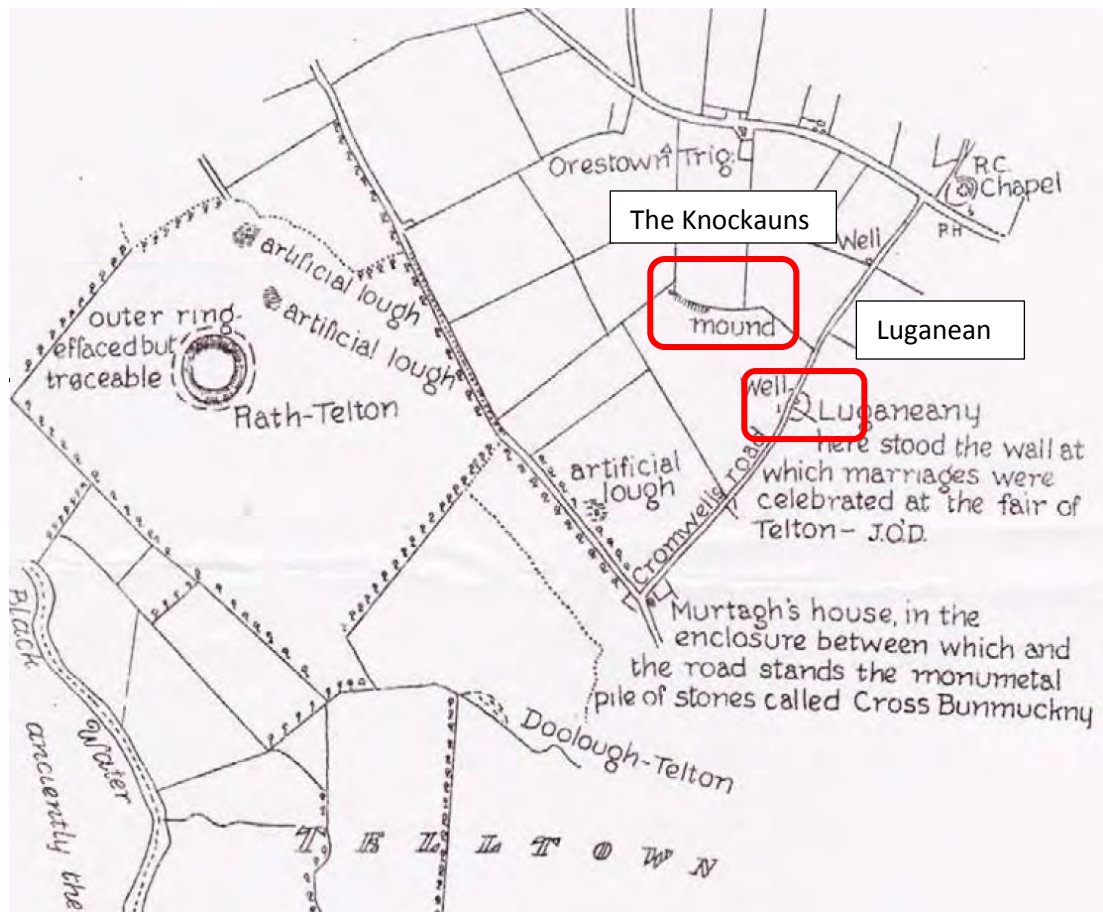 Orestown Trig:
R.C.
Chapel
P.H
The Knockauns
Well
mound
Luganean
artificial lough
artificial lough
outer ring-
effaced but
traceable
Rath-Telton
Well
Luganeany
here stood the wall at
which marriages were
celebrated at the fair of
Telton- J.O'D.
artificial
lough
Cromwells road
Murtagh's house, in the
enclosure between which and
the road stands the monumetal
pile of stones called Cross Bunmuckny
Black Water
anciently the
Doolough-Telton
TELLTOWN